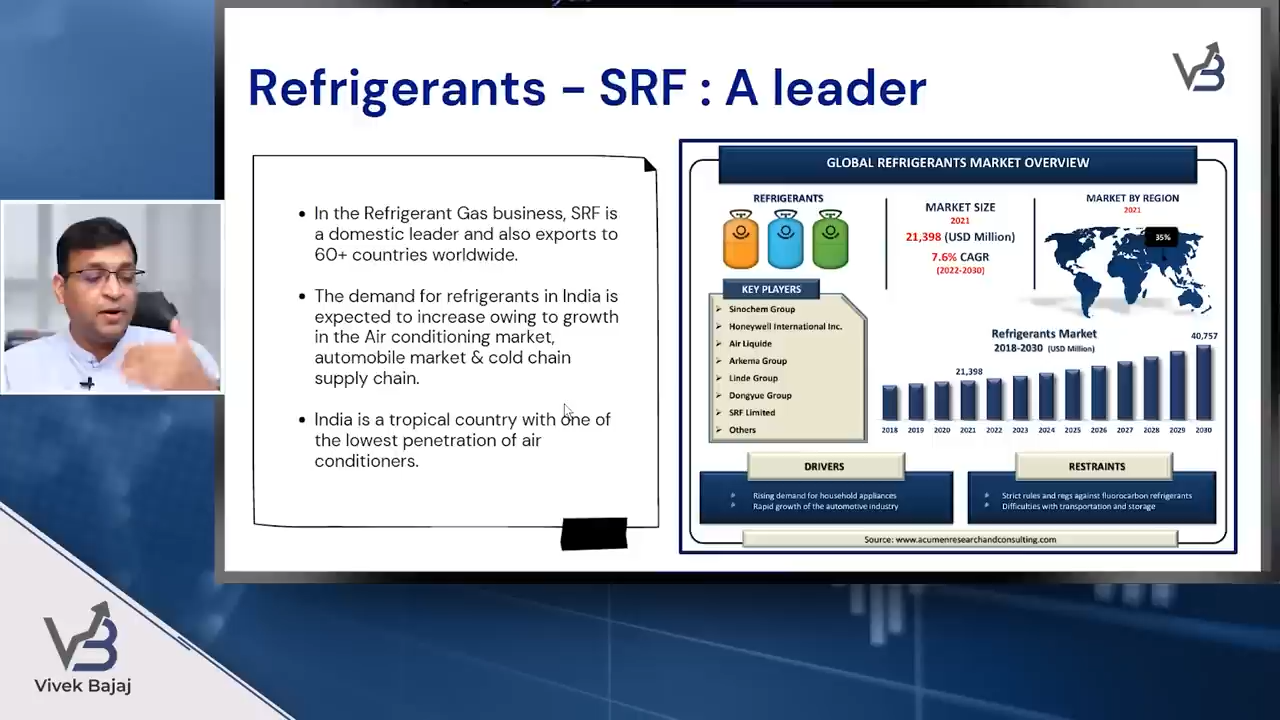 Refrigerants - SRF : A leader
VB
• In the Refrigerant Gas business, SRF is
a domestic leader and also exports to
60+ countries worldwide.
• The demand for refrigerants in India is
expected to increase owing to growth
in the Air conditioning market,
automobile market & cold chain
supply chain.
• India is a tropical country with one of
the lowest penetration of air
conditioners.
GLOBAL REFRIGERANTS MARKET OVERVIEW
REFRIGERANTS
MARKET SIZE
2021
21,398 (USD Million)
7.6% CAGR
(2022-2030)
MARKET BY REGION
2021
35%
KEY PLAYERS
Sinochem Group
Honeywell International Inc.
Air Liquide
Arkema Group
Linde Group
Dongyue Group
SRF Limited
Others
Refrigerants Market
2018-2030 (USD Million)
40,757
21,398
2018 2019 2020 2021 2022 2023 2024 2025 2026 2027 2028 2029 2030
DRIVERS
Rising demand for household appliances
Rapid growth of the automotive industry
RESTRAINTS
Strict rules and regs against fluorocarbon refrigerants
Difficulties with transportation and storage
Source: www.acumenresearchandconsulting.com
VB
Vivek Bajaj